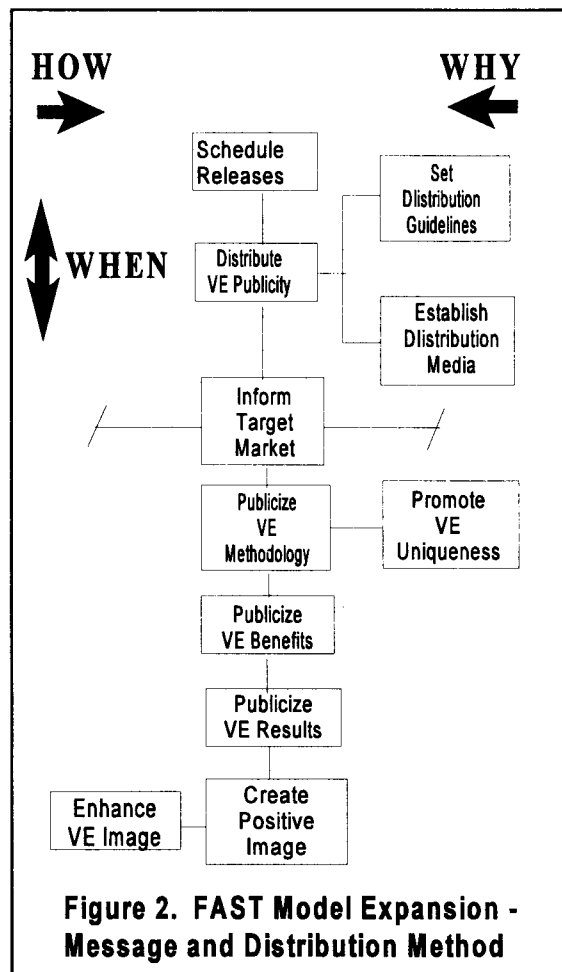 HOW
WHY
Schedule
Releases
Set
Dlistribution
Guidelines
WHEN
Distribute
VE Publicity
Establish
Dlistribution
Media
Inform
Target
Market
Publicize
VE
Methodology
Promote
VE
Uniqueness
Publicize
VE Benefits
Publicize
VE Results
Enhance
VE Image
Create
Positive
Image
Figure 2. FAST Model Expansion -
Message and Distribution Method